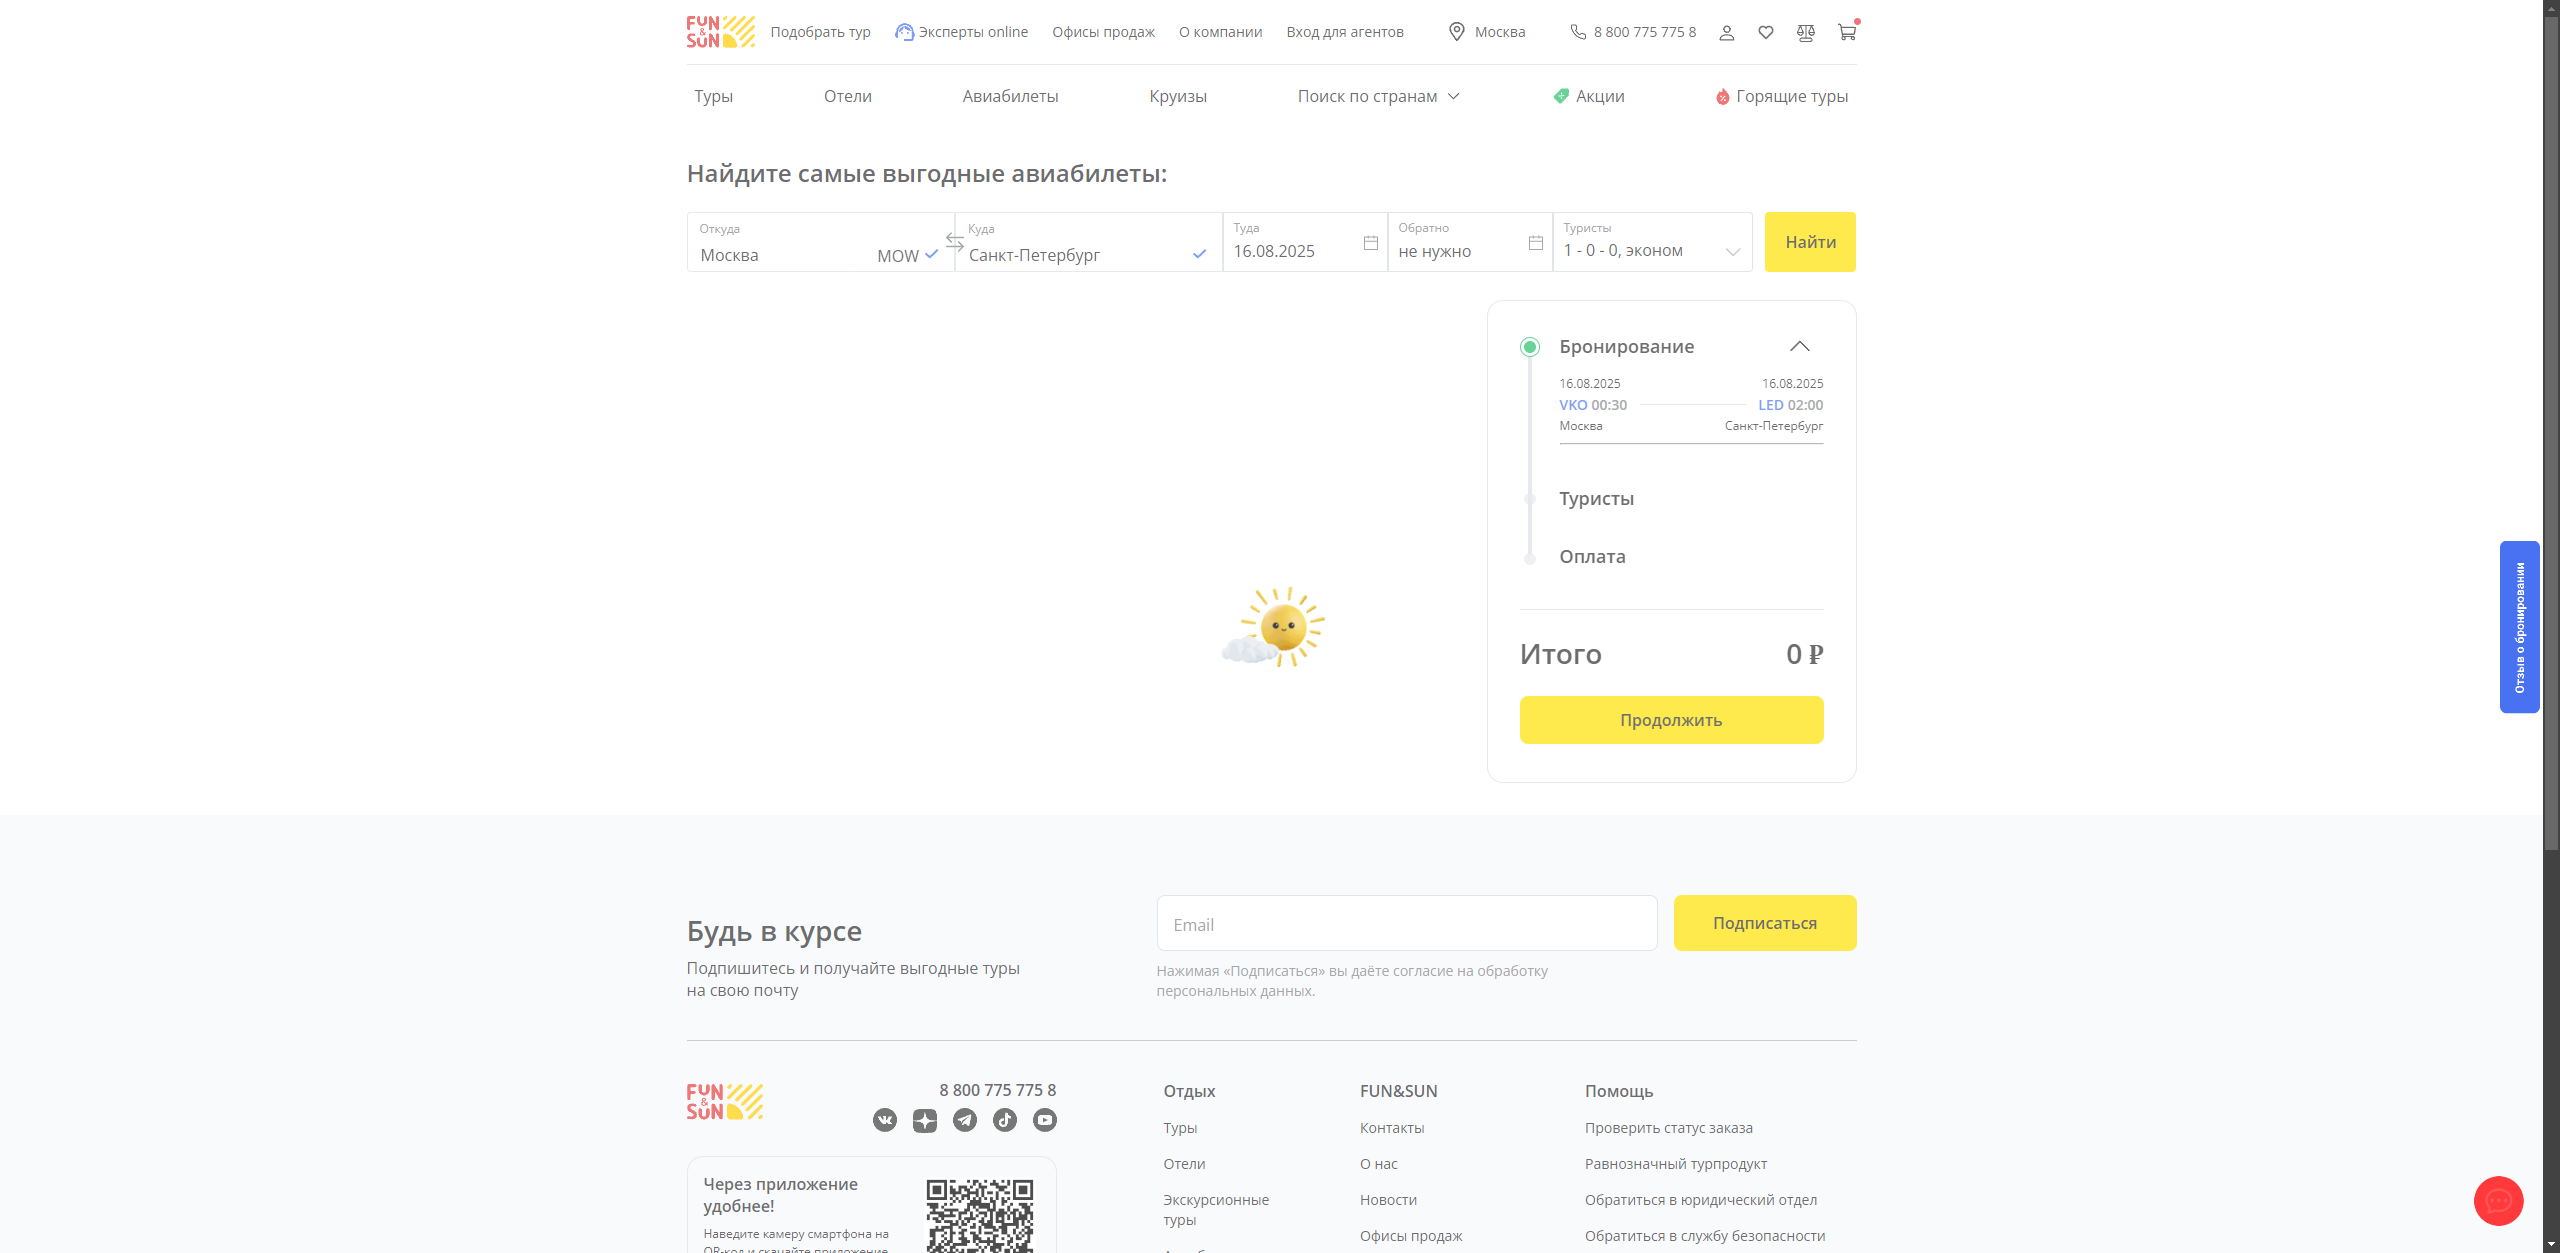 FUN & SUN
Подобрать тур
Эксперты online
Офисы продаж
О компании
Вход для агентов
Москва
8 800 775 775 8
Туры
Отели
Авиабилеты
Круизы
Поиск по странам
Акции
Горящие туры
Найдите самые выгодные авиабилеты:
Откуда
Москва
MOW
Куда
Санкт-Петербург
Туда
16.08.2025
Обратно
не нужно
Туристы
1 - 0 - 0, эконом
Найти
Бронирование
16.08.2025 16.08.2025
VKO 00:30 LED 02:00
Москва Санкт-Петербург
Туристы
Оплата
Итого 0 ₽
Продолжить
Отзыв о бронировании
Будь в курсе
Подпишитесь и получайте выгодные туры
на свою почту
Email
Подписаться
Нажимая «Подписаться» вы даёте согласие на обработку
персональных данных.
FUN & SUN
8 800 775 775 8
Через приложение
удобнее!
Наведите камеру смартфона на
QR-код и скачайте приложение
Отдых
Туры
Отели
Экскурсионные
туры
FUN&SUN
Контакты
О нас
Новости
Офисы продаж
Помощь
Проверить статус заказа
Равнозначный турпродукт
Обратиться в юридический отдел
Обратиться в службу безопасности